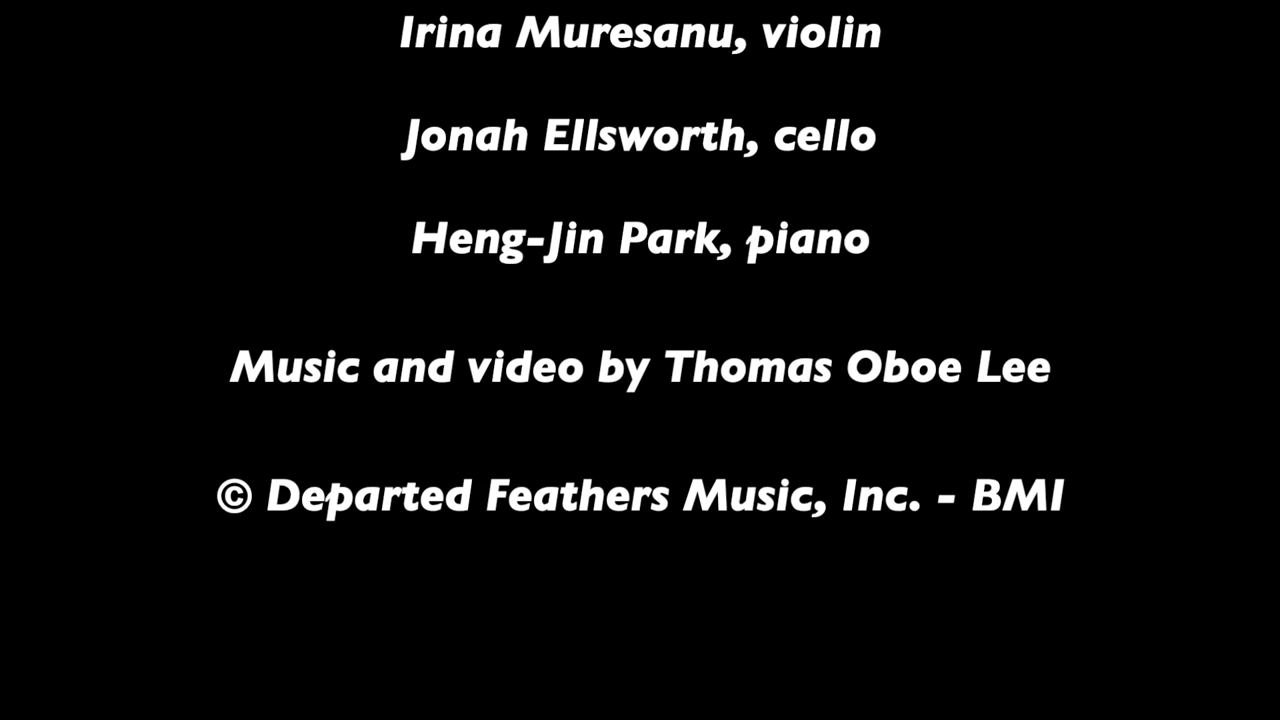 Irina Muresanu, violin
Jonah Ellsworth, cello
Heng-Jin Park, piano
Music and video by Thomas Oboe Lee
© Departed Feathers Music, Inc. - BMI